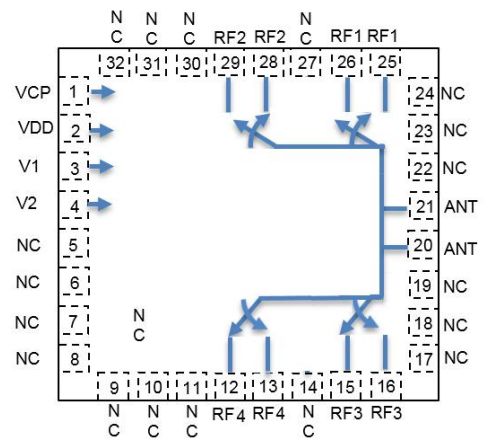 N N N N
C C RF2 RF2 C RF1 RF1
C
32 31 30 29 28 27 26 25
VCP 1 24 NC
VDD 2 23 NC
V1 3 22 NC
V2 4 21 ANT
NC 5 20 ANT
NC 6 19 NC
NC 7 N C 18 NC
NC 8 17 NC
9 10 11 12 13 14 15 16
N N N RF4 RF4 N RF3 RF3
C C C C